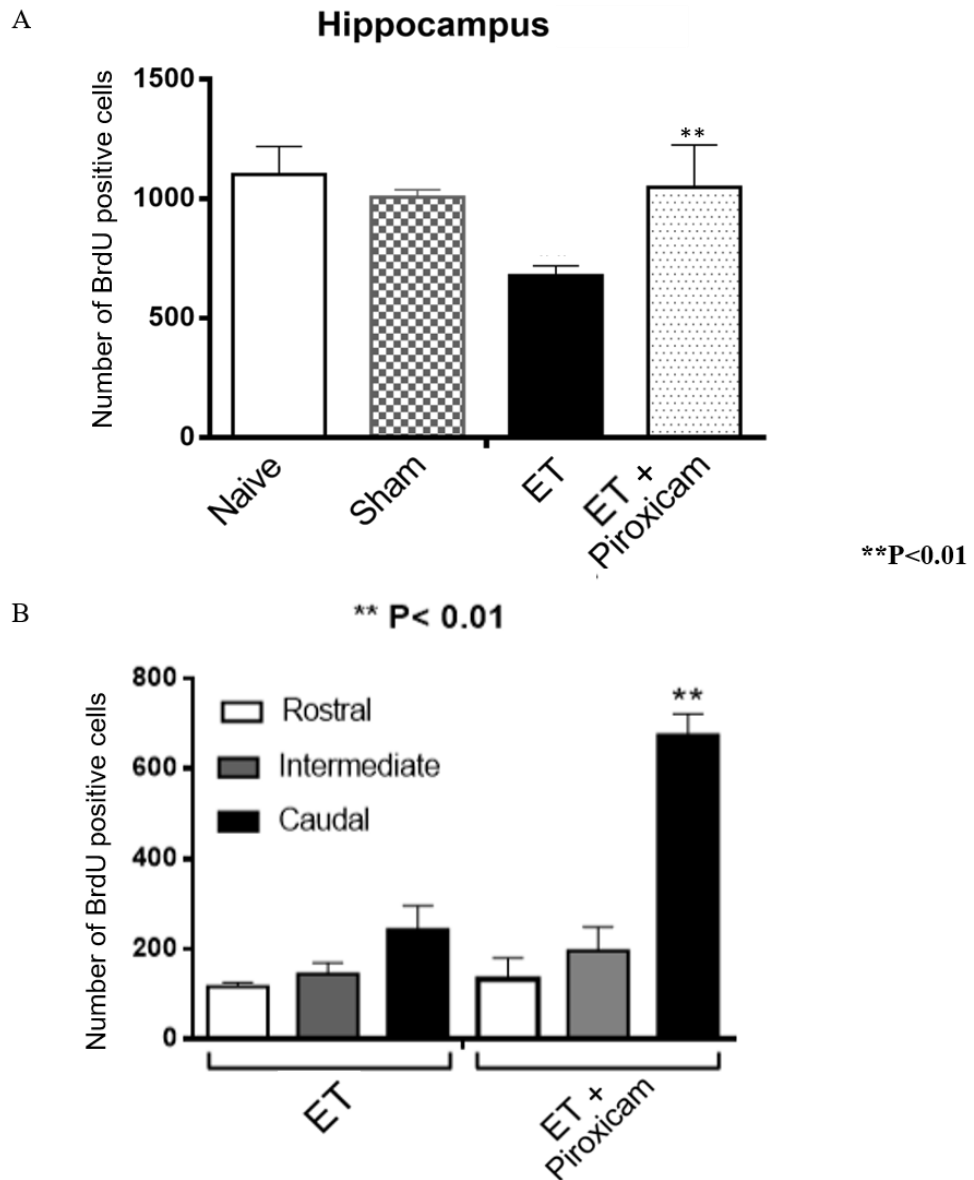 A
Hippocampus
Number of BrdU positive cells
1500
1000
500
0
**
Naive
Sham
ET
ET +
Piroxicam
**P<0.01
B
** P< 0.01
Number of BrdU positive cells
800
600
400
200
0
Rostral
Intermediate
Caudal
**
ET
ET +
Piroxicam